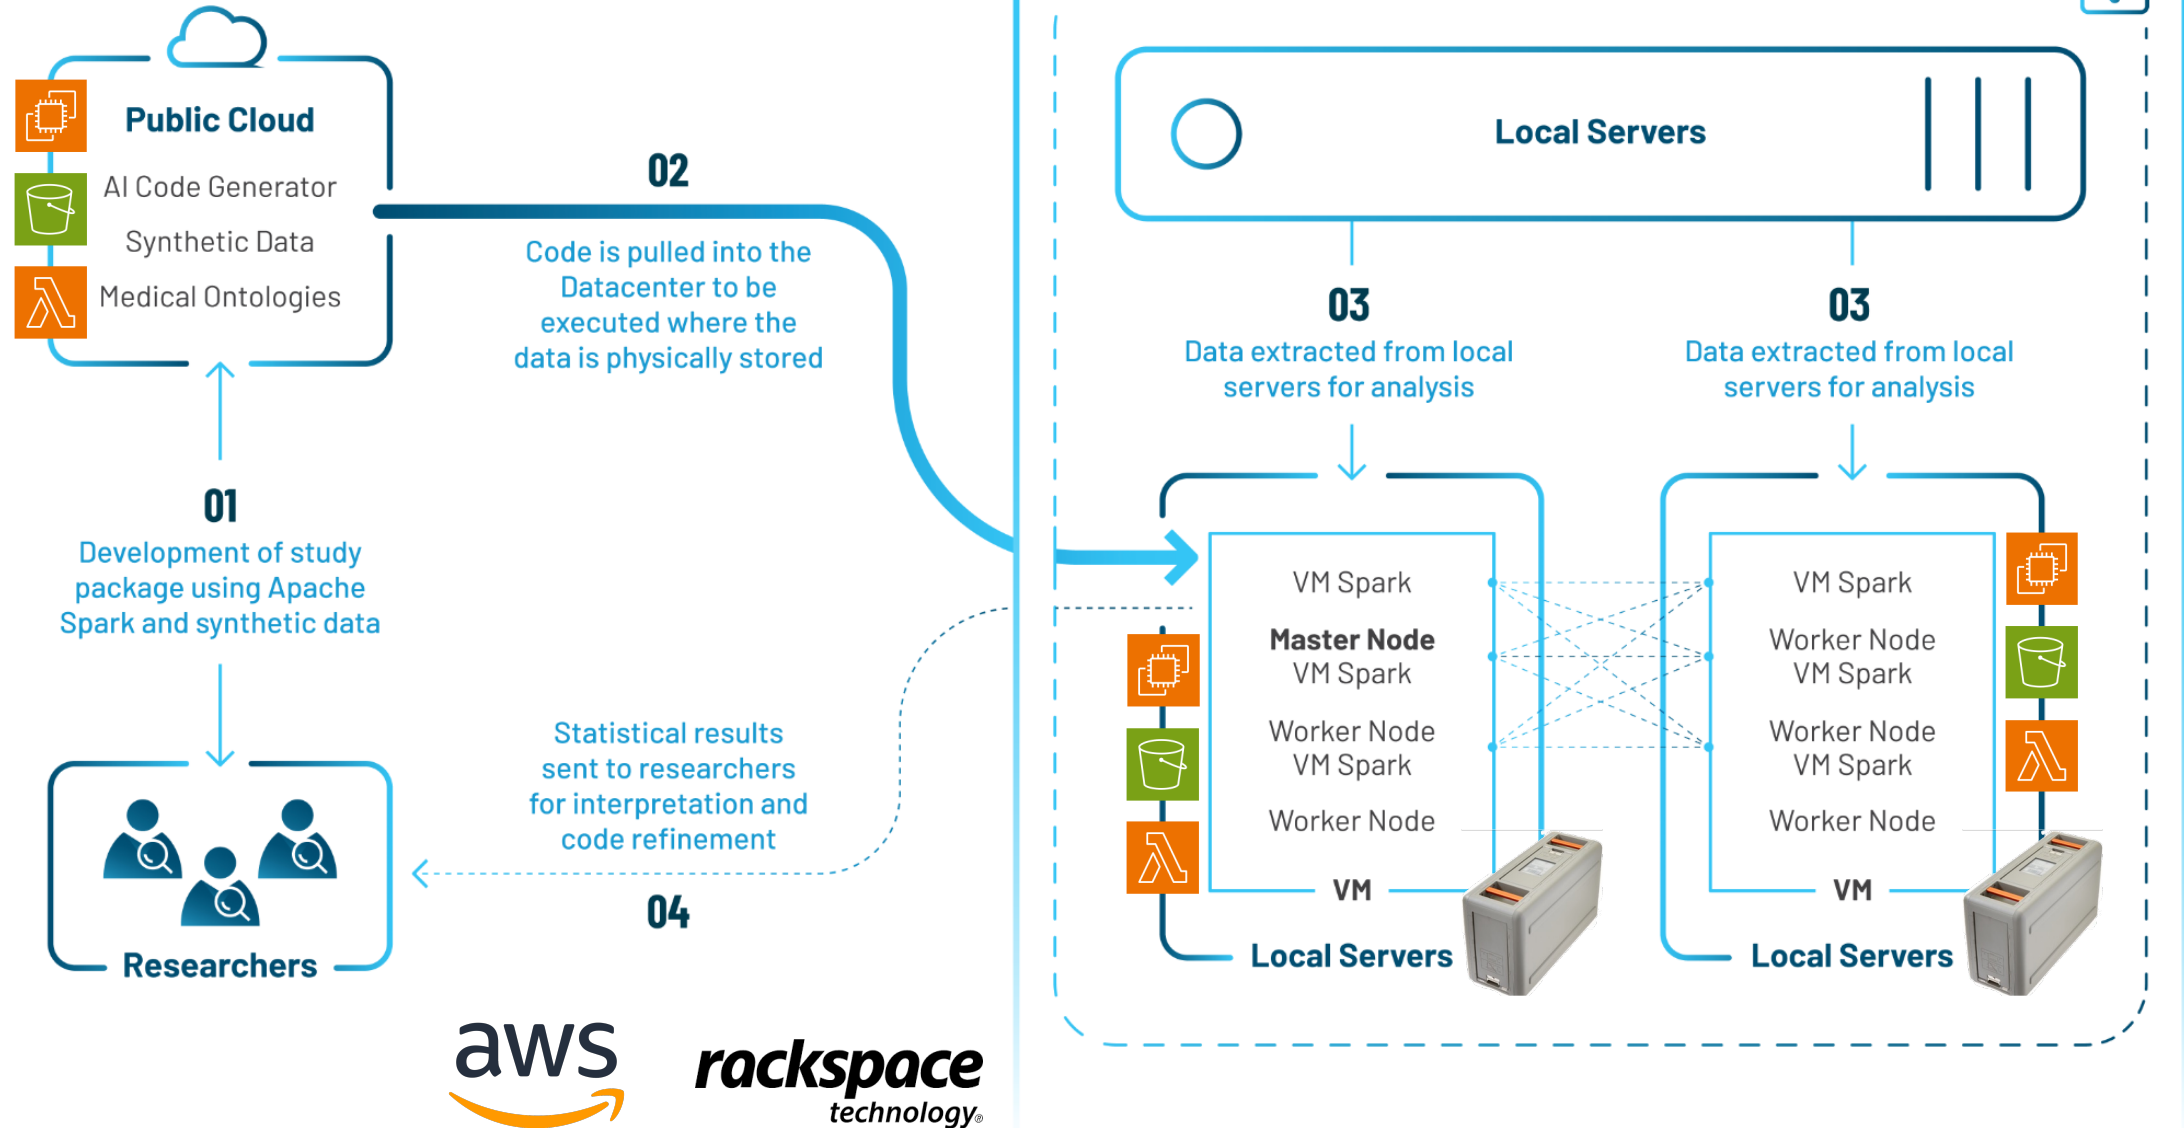 Public Cloud
AI Code Generator
Synthetic Data
Medical Ontologies
01
Development of study
package using Apache
Spark and synthetic data
Researchers
02
Code is pulled into the
Datacenter to be
executed where the
data is physically stored
Statistical results
sent to researchers
for interpretation and
code refinement
04
aws
rackspace
technology®
Local Servers
03
Data extracted from local
servers for analysis
03
Data extracted from local
servers for analysis
VM Spark
Master Node
VM Spark
Worker Node
VM Spark
Worker Node
VM
Local Servers
VM Spark
Worker Node
VM Spark
Worker Node
VM Spark
Worker Node
VM
Local Servers